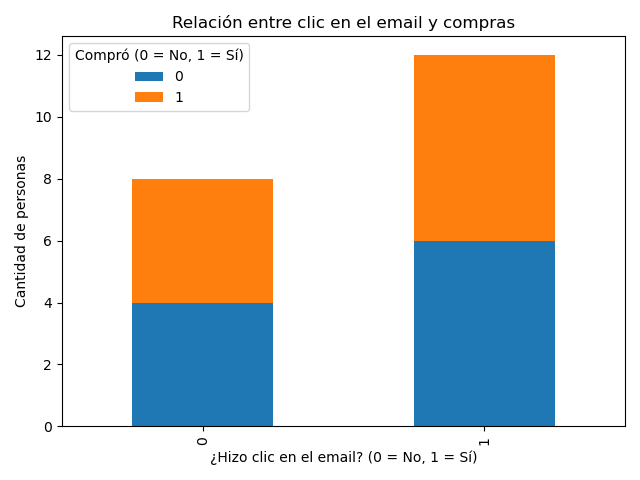 Relación entre clic en el email y compras
Compró (0 = No, 1 = Sí)
0
1
Cantidad de personas
12
10
8
6
4
2
0
0
1
¿Hizo clic en el email? (0 = No, 1 = Sí)